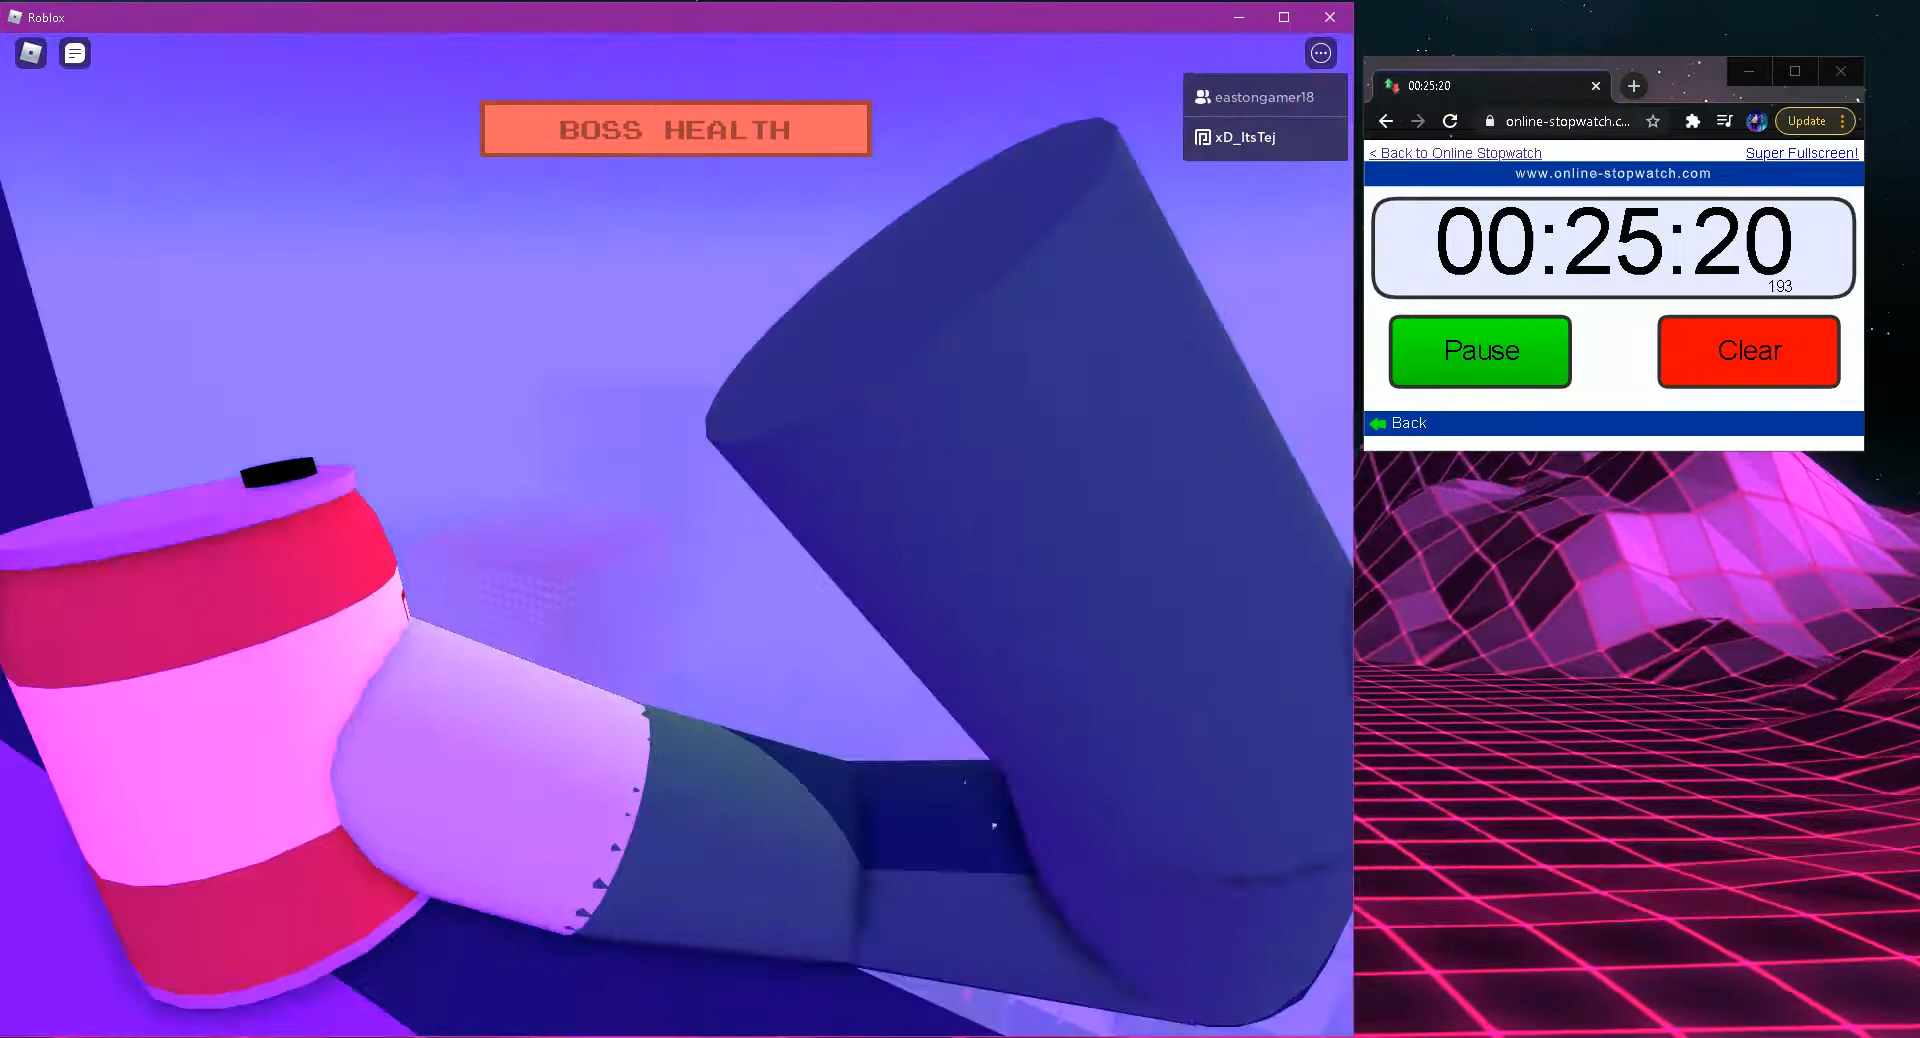 Roblox
BOSS HEALTH
eastongamer18
xD_ItsTej
00:25:20
online-stopwatch.c...
Update
< Back to Online Stopwatch
Super Fullscreen!
www.online-stopwatch.com
00:25:20
193
Pause
Clear
Back